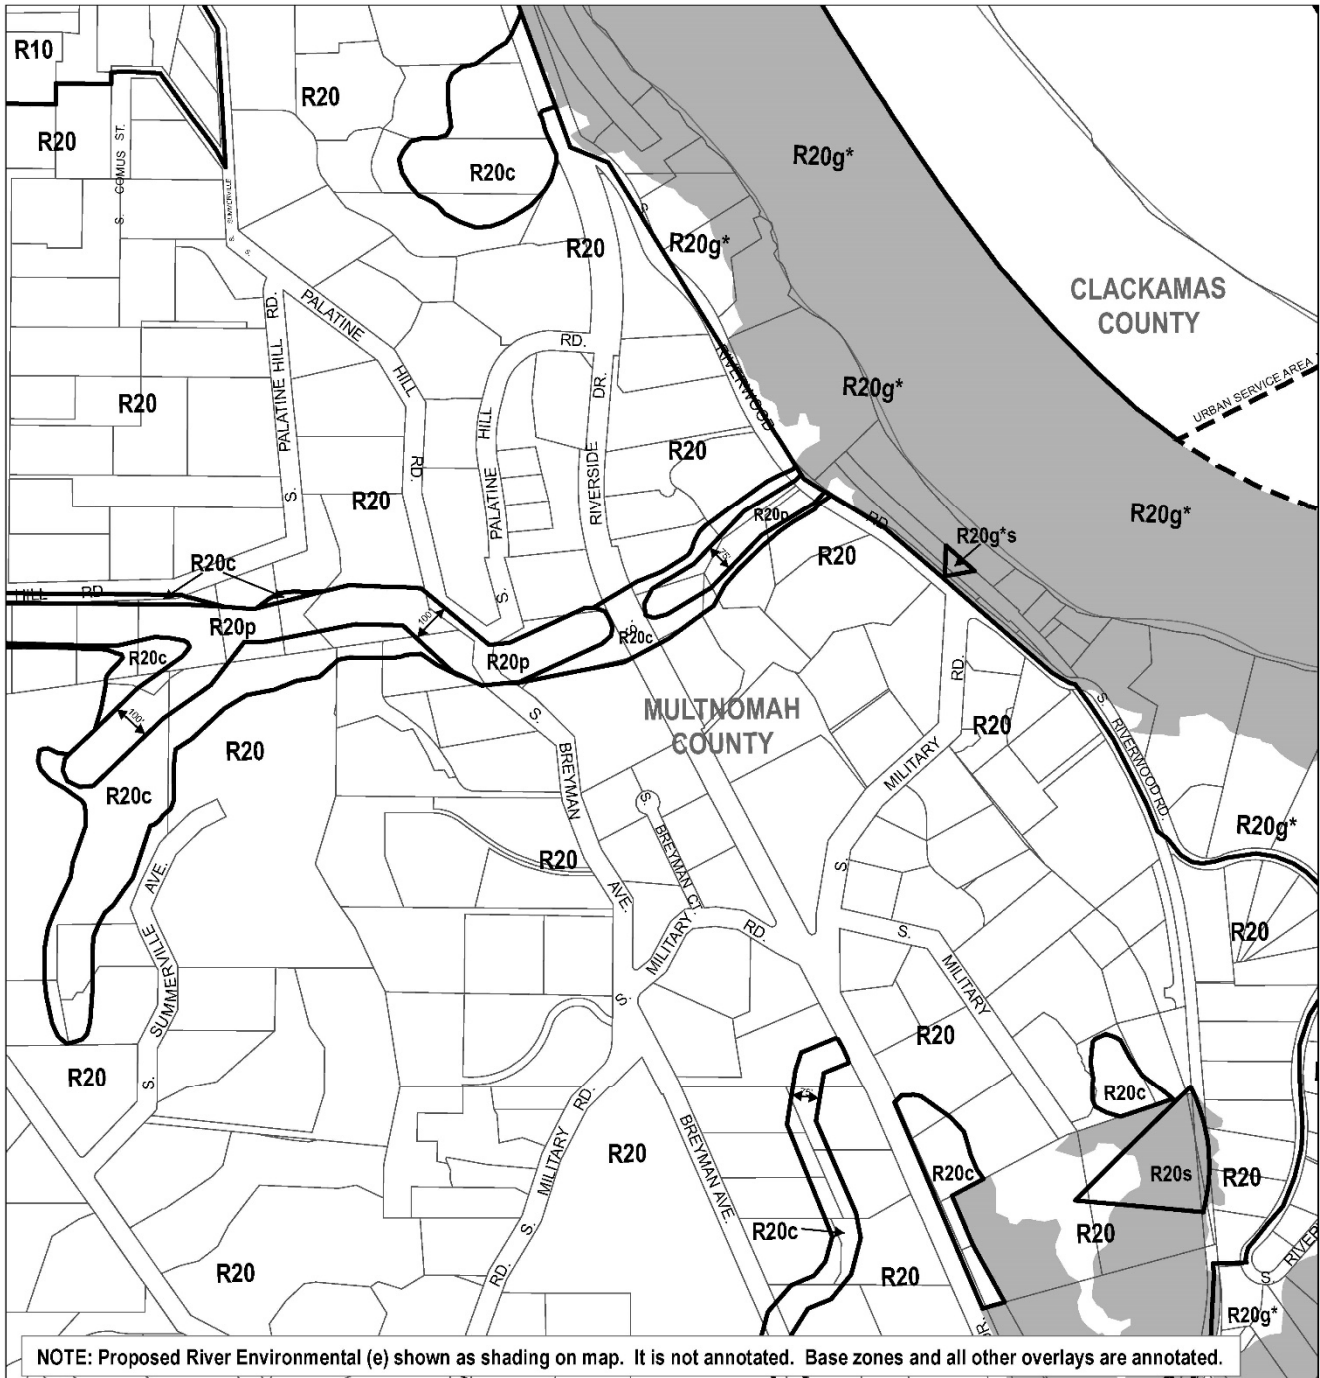 R10
R20
R20
R20c
R20g*
S. COMUS ST.
SUMMERVILLE
S.
S.
S.
R20
R20g*
CLACKAMAS
COUNTY
PALATINE HILL RD.
S. PALATINE HILL RD.
PALATINE HILL RD.
S. RIVERSIDE DR.
RIVERWOOD RD.
R20g*
URBAN SERVICE AREA
R20
R20
R20
R20p
R20g*
R20g*s
R20
75'
HILL RD
R20c
R20p
100'
R20c
R20p
R20c
100'
MULTNOMAH
COUNTY
R20
R20
S. MILITARY RD.
S. RIVERWOOD RD.
R20c
S. BREYMAN AVE.
S. BREYMAN CT.
R20
R20g*
S. SUMMERVILLE AVE.
R20
S. MILITARY RD.
S. MILITARY
R20
R20
R20c
75'
S. MILITARY RD.
BREYMAN AVE.
R20
R20c
R20s
R20
R20c
R20
R20
R20
RD.
DR.
S. RIVER
R20g*
NOTE: Proposed River Environmental (e) shown as shading on map. It is not annotated. Base zones and all other overlays are annotated.